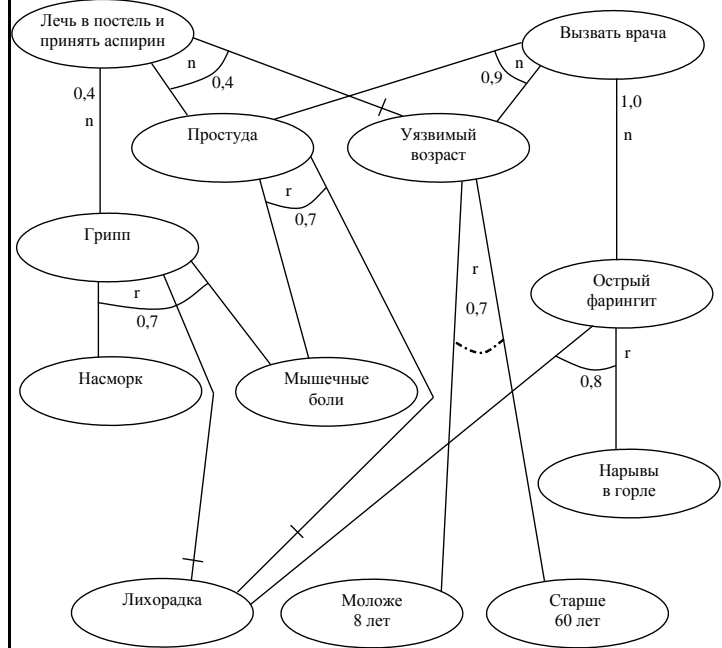 Лечь в постель и
принять аспирин
Вызвать врача
n
0,4
n
0,9
0,4
n
1,0
n
Простуда
Уязвимый
возраст
r
0,7
Грипп
r
0,7
r
0,7
Острый
фарингит
r
0,8
Насморк
Мышечные
боли
Нарывы
в горле
Лихорадка
Моложе
8 лет
Старше
60 лет